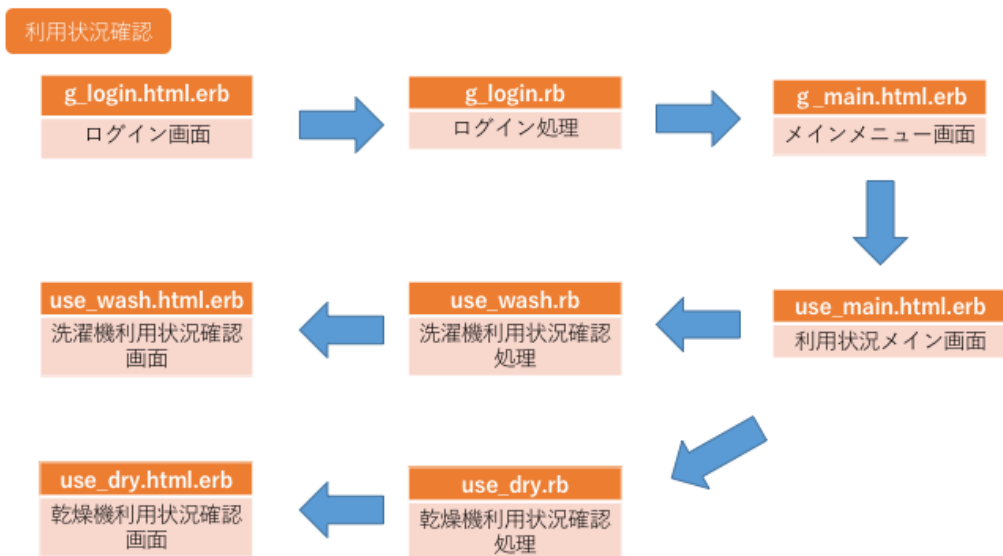 利用状況確認
g_login.html.erb
ログイン画面
g_login.rb
ログイン処理
g_main.html.erb
メインメニュー画面
use_main.html.erb
利用状況メイン画面
use_wash.rb
洗濯機利用状況確認
処理
use_wash.html.erb
洗濯機利用状況確認
画面
use_dry.rb
乾燥機利用状況確認
処理
use_dry.html.erb
乾燥機利用状況確認
画面